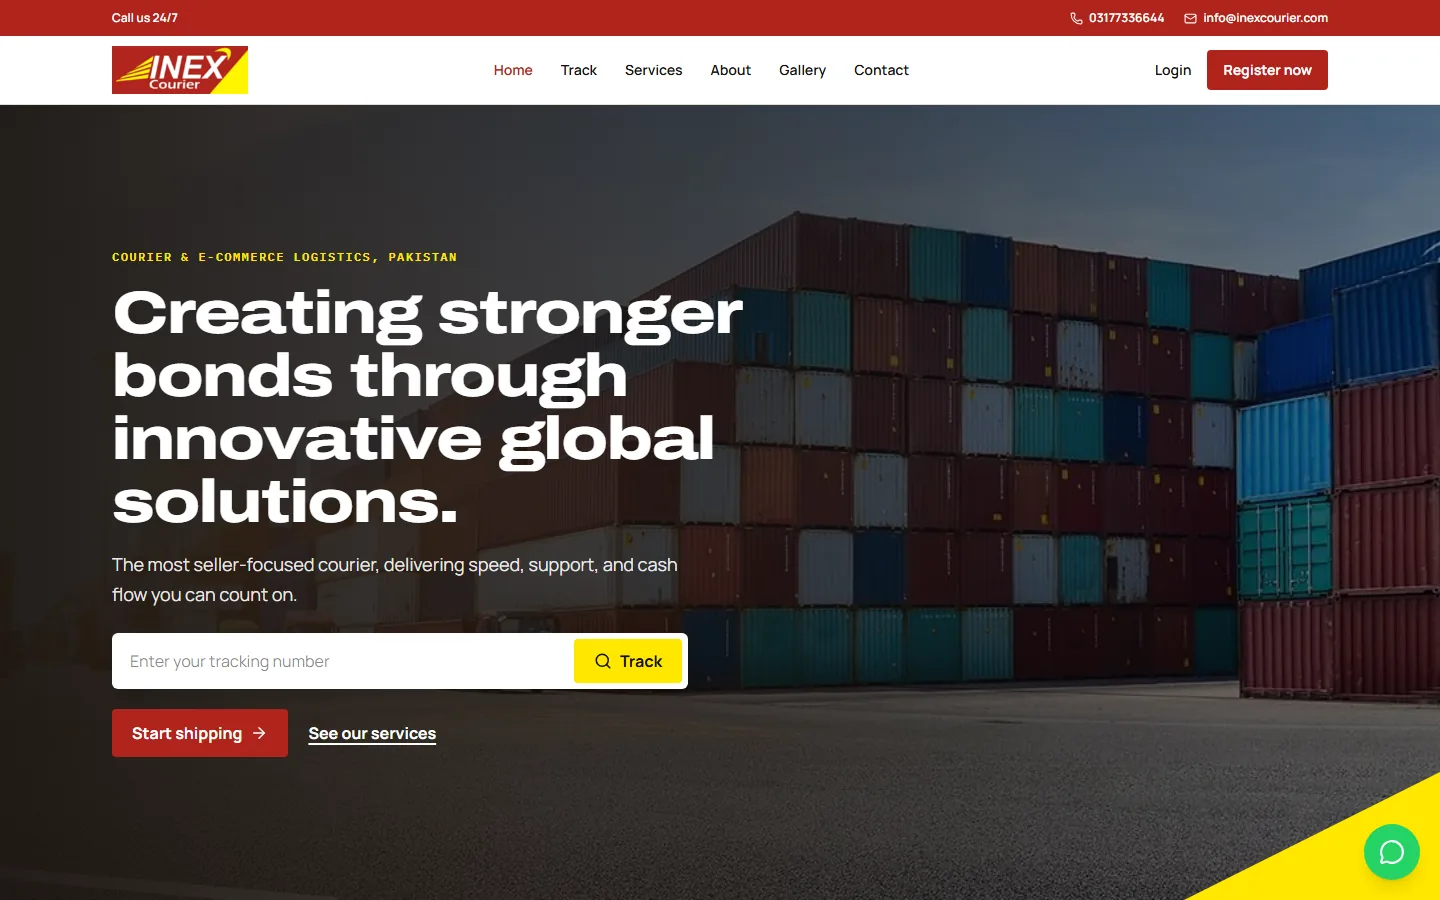 Call us 24/7
03177336644
info@inexcourier.com
INEX
Courier
Home
Track
Services
About
Gallery
Contact
Login
Register now
COURIER & E-COMMERCE LOGISTICS, PAKISTAN
Creating stronger
bonds through
innovative global
solutions.
The most seller-focused courier, delivering speed, support, and cash
flow you can count on.
Enter your tracking number
Track
Start shipping
See our services